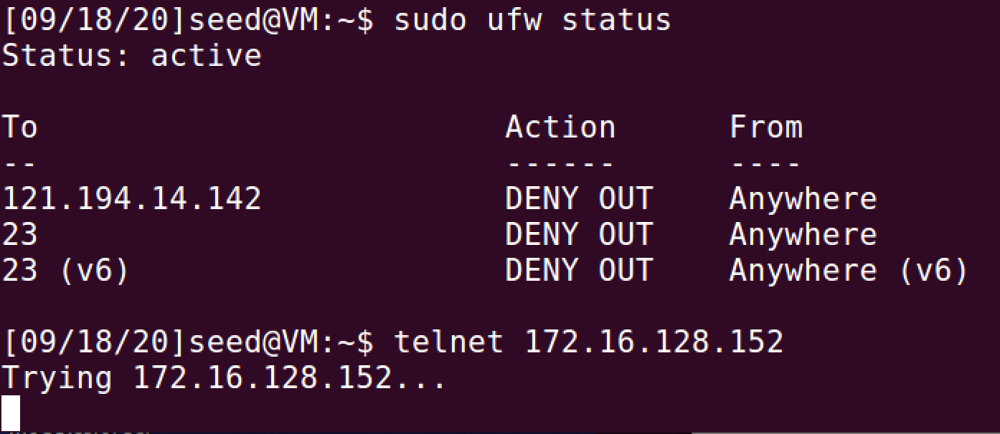 [09/18/20]seed@VM:~$ sudo ufw status
Status: active
To Action From
-- ------ ----
121.194.14.142 DENY OUT Anywhere
23 DENY OUT Anywhere
23 (v6) DENY OUT Anywhere (v6)
[09/18/20]seed@VM:~$ telnet 172.16.128.152
Trying 172.16.128.152...